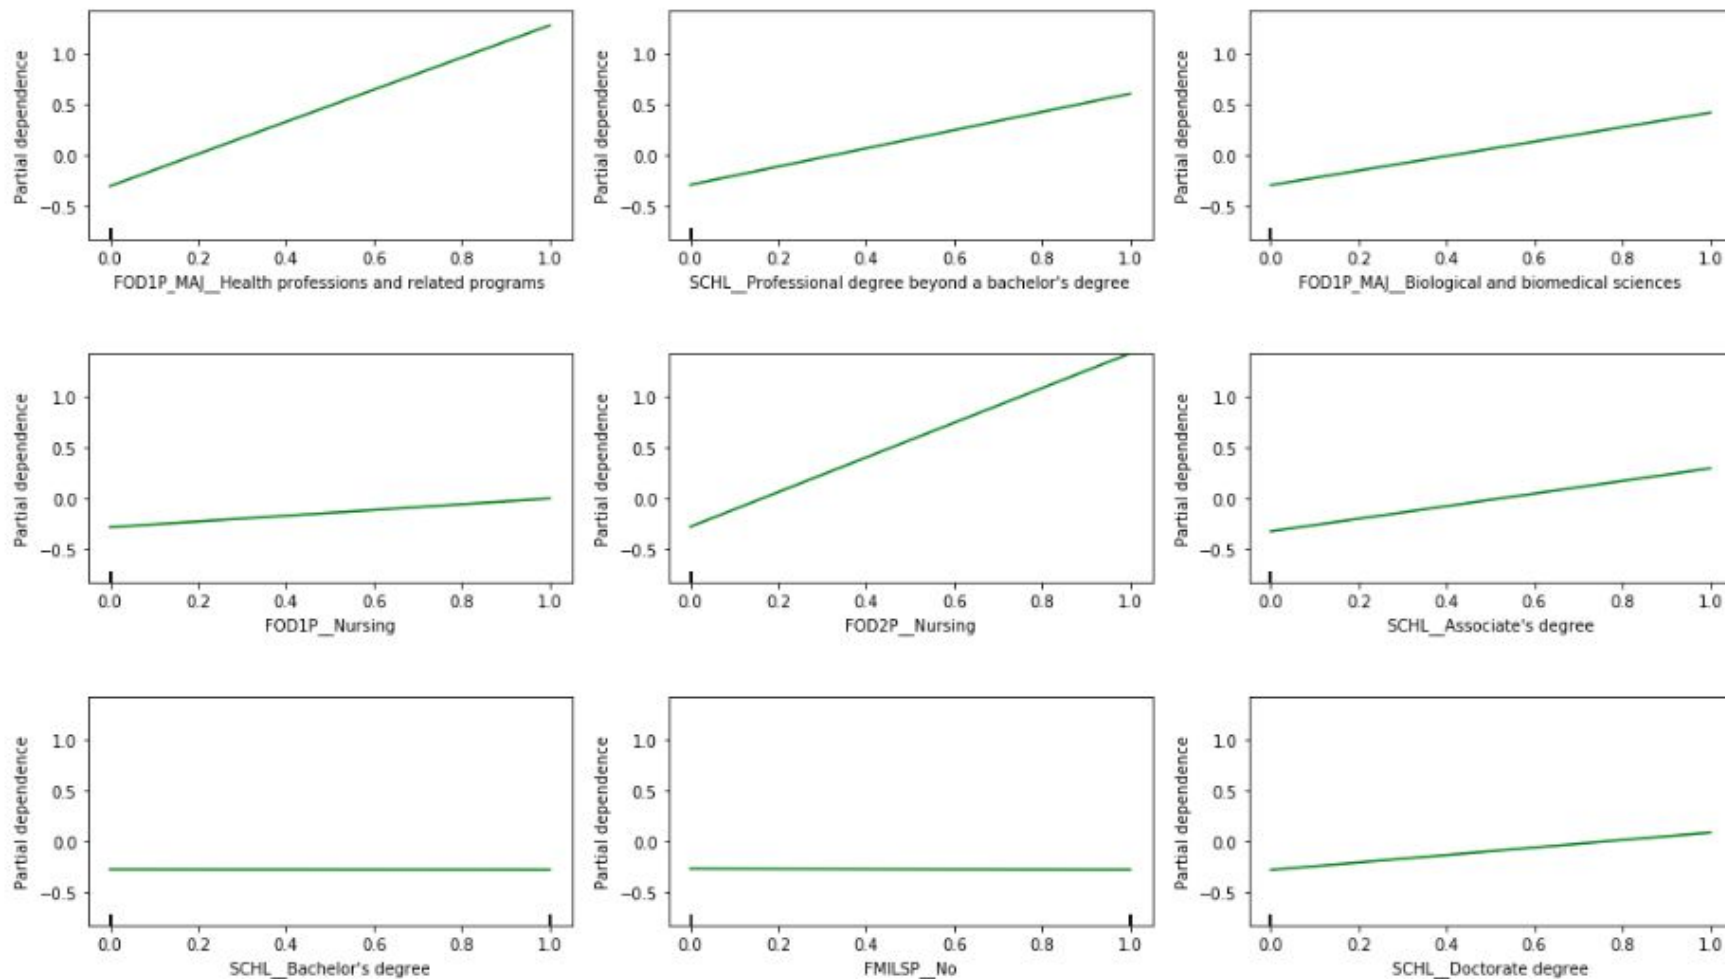 Partial dependence
1.0
0.5
0.0
−0.5
0.0 0.2 0.4 0.6 0.8 1.0
FOD1P_MAJ__Health professions and related programs
Partial dependence
1.0
0.5
0.0
−0.5
0.0 0.2 0.4 0.6 0.8 1.0
SCHL__Professional degree beyond a bachelor's degree
Partial dependence
1.0
0.5
0.0
−0.5
0.0 0.2 0.4 0.6 0.8 1.0
FOD1P_MAJ__Biological and biomedical sciences
Partial dependence
1.0
0.5
0.0
−0.5
0.0 0.2 0.4 0.6 0.8 1.0
FOD1P__Nursing
Partial dependence
1.0
0.5
0.0
−0.5
0.0 0.2 0.4 0.6 0.8 1.0
FOD2P__Nursing
Partial dependence
1.0
0.5
0.0
−0.5
0.0 0.2 0.4 0.6 0.8 1.0
SCHL__Associate's degree
Partial dependence
1.0
0.5
0.0
−0.5
0.0 0.2 0.4 0.6 0.8 1.0
SCHL__Bachelor's degree
Partial dependence
1.0
0.5
0.0
−0.5
0.0 0.2 0.4 0.6 0.8 1.0
FMILSP__No
Partial dependence
1.0
0.5
0.0
−0.5
0.0 0.2 0.4 0.6 0.8 1.0
SCHL__Doctorate degree